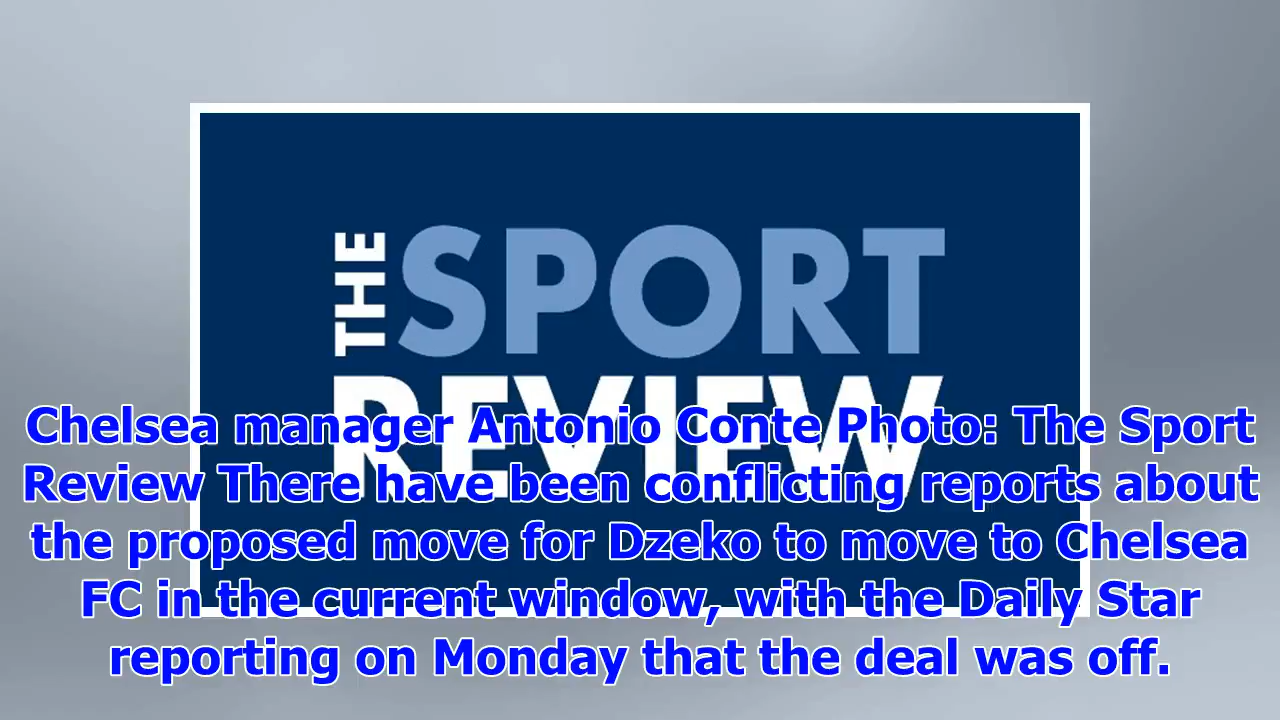 THE
SPORT
REVIEW
Chelsea manager Antonio Conte Photo: The Sport
Review There have been conflicting reports about
the proposed move for Dzeko to move to Chelsea
FC in the current window, with the Daily Star
reporting on Monday that the deal was off.